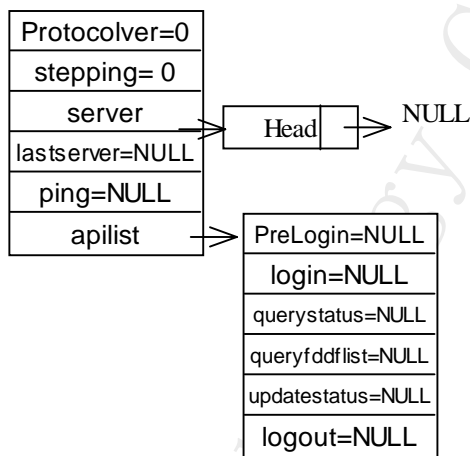 Protocolver=0
stepping= 0
server
Head
NULL
lastserver=NULL
ping=NULL
apilist
PreLogin=NULL
login=NULL
querystatus=NULL
queryfddflist=NULL
updatestatus=NULL
logout=NULL